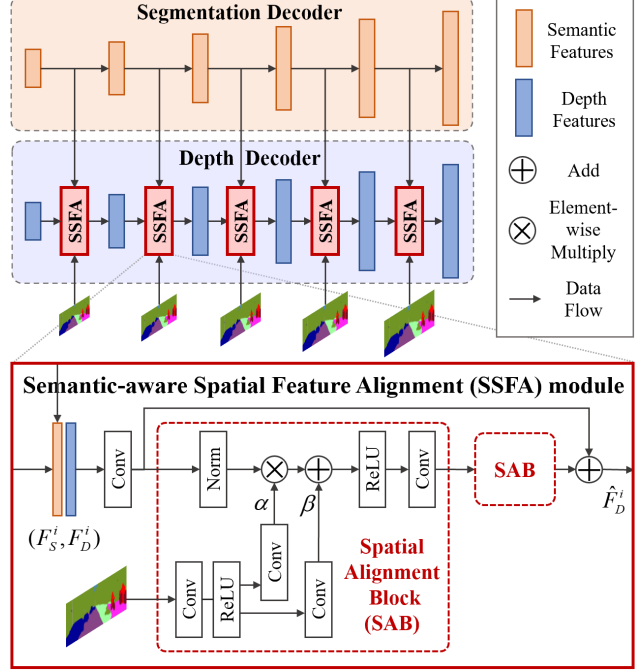 Segmentation Decoder
Semantic
Features
Depth
Features
Add
Element-
wise
Multiply
Data
Flow
Depth Decoder
SSFA
SSFA
SSFA
SSFA
SSFA
Semantic-aware Spatial Feature Alignment (SSFA) module
Conv
Norm
ReLU
Conv
SAB
α
β
(F_S^i, F_D^i)
F̂_D^i
Conv
ReLU
Conv
Conv
Spatial
Alignment
Block
(SAB)